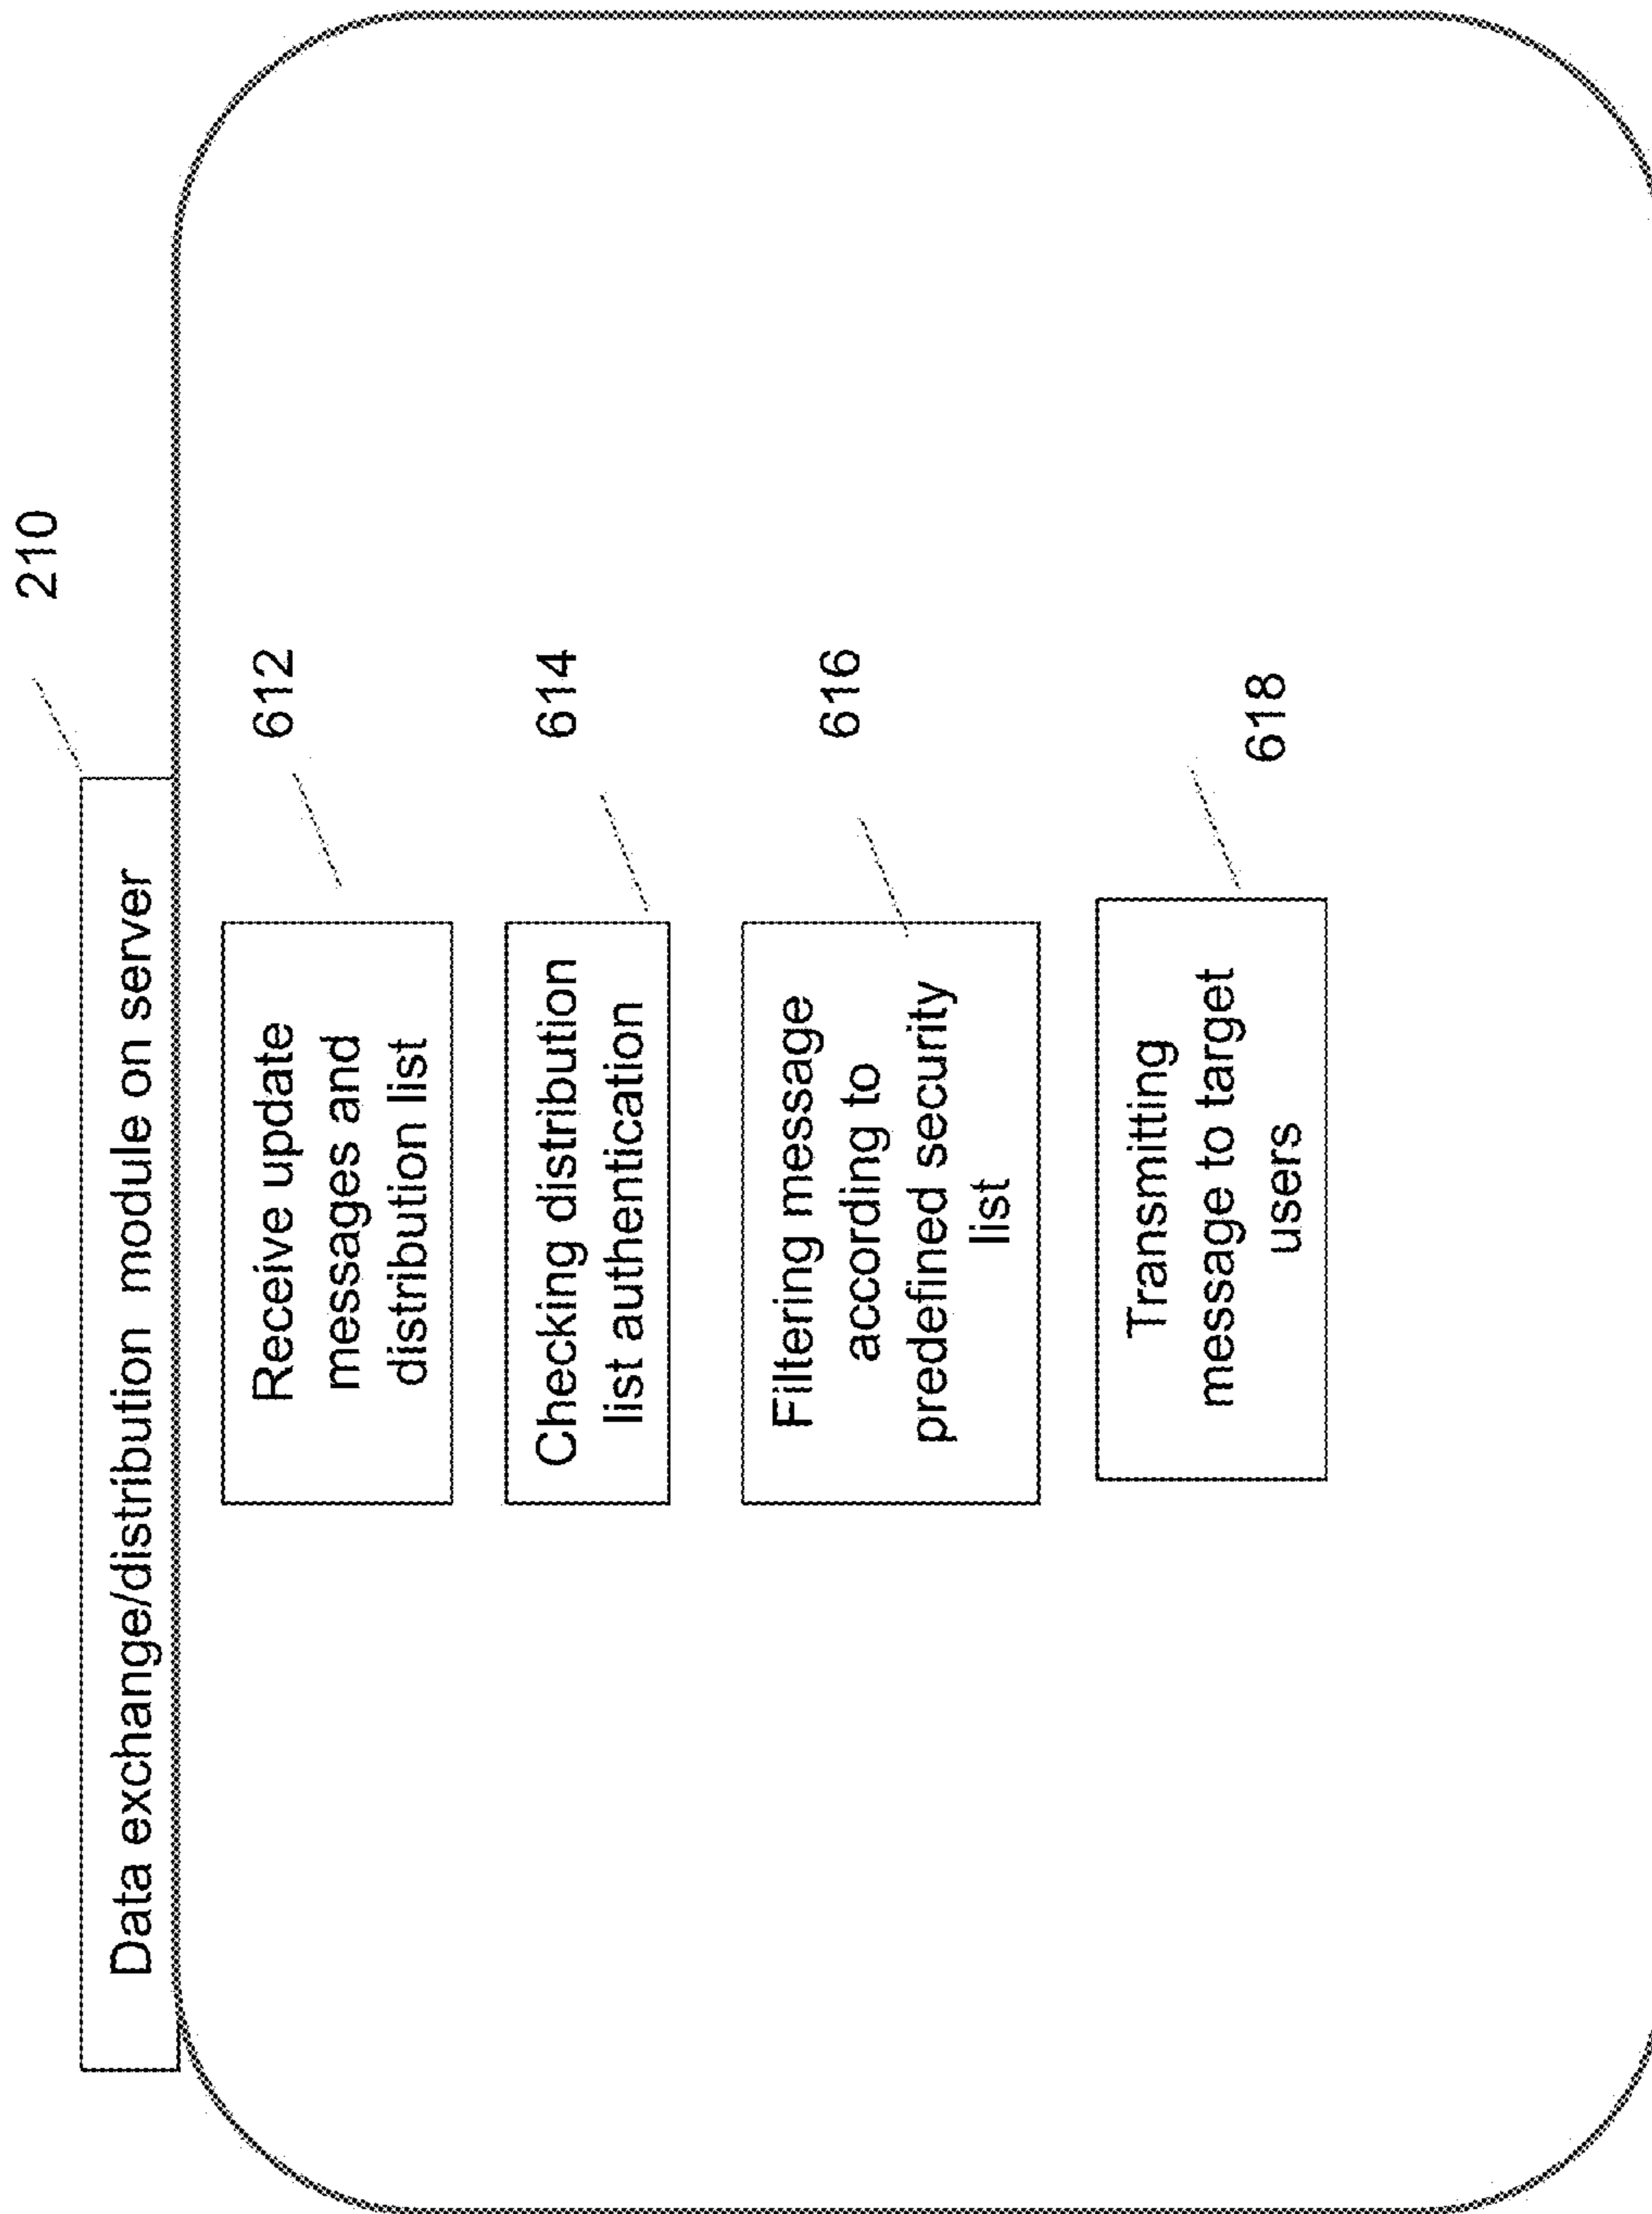 210
Data exchange/distribution module on server
Receive update
messages and
distribution list
612
Checking distribution
list authentication
614
Filtering message
according to
predefined security
list
616
Transmitting
message to target
users
618